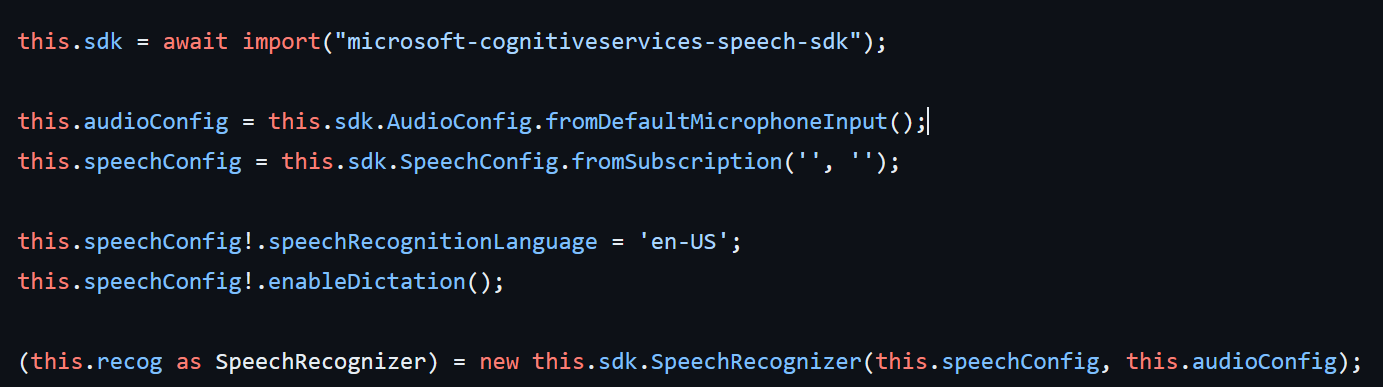 this.sdk = await import("microsoft-cognitiveservices-speech-sdk");
this.audioConfig = this.sdk.AudioConfig.fromDefaultMicrophoneInput();
this.speechConfig = this.sdk.SpeechConfig.fromSubscription('', '');
this.speechConfig!.speechRecognitionLanguage = 'en-US';
this.speechConfig!.enableDictation();
(this.recog as SpeechRecognizer) = new this.sdk.SpeechRecognizer(this.speechConfig, this.audioConfig);